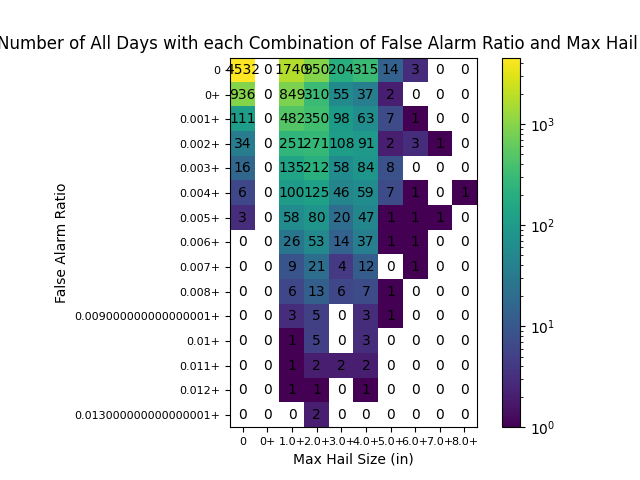 Number of All Days with each Combination of False Alarm Ratio and Max Hail
0 4532 0 1740 950 204 315 14 3 0 0
0+ 936 0 849 310 55 37 2 0 0 0
0.001+ 111 0 482 350 98 63 7 1 0 0
0.002+ 34 0 251 271 108 91 2 3 1 0
0.003+ 16 0 135 212 58 84 8 0 0 0
0.004+ 6 0 100 125 46 59 7 1 0 1
0.005+ 3 0 58 80 20 47 1 1 1 0
0.006+ 0 0 26 53 14 37 1 1 0 0
0.007+ 0 0 9 21 4 12 0 1 0 0
0.008+ 0 0 6 13 6 7 1 0 0 0
0.009000000000000001+ 0 0 3 5 0 3 1 0 0 0
0.01+ 0 0 1 5 0 3 0 0 0 0
0.011+ 0 0 1 2 2 2 0 0 0 0
0.012+ 0 0 1 1 0 1 0 0 0 0
0.013000000000000001+ 0 0 0 2 0 0 0 0 0 0
0 0+ 1.0+ 2.0+ 3.0+ 4.0+ 5.0+ 6.0+ 7.0+ 8.0+
Max Hail Size (in)
False Alarm Ratio
10³
10²
10¹
10⁰